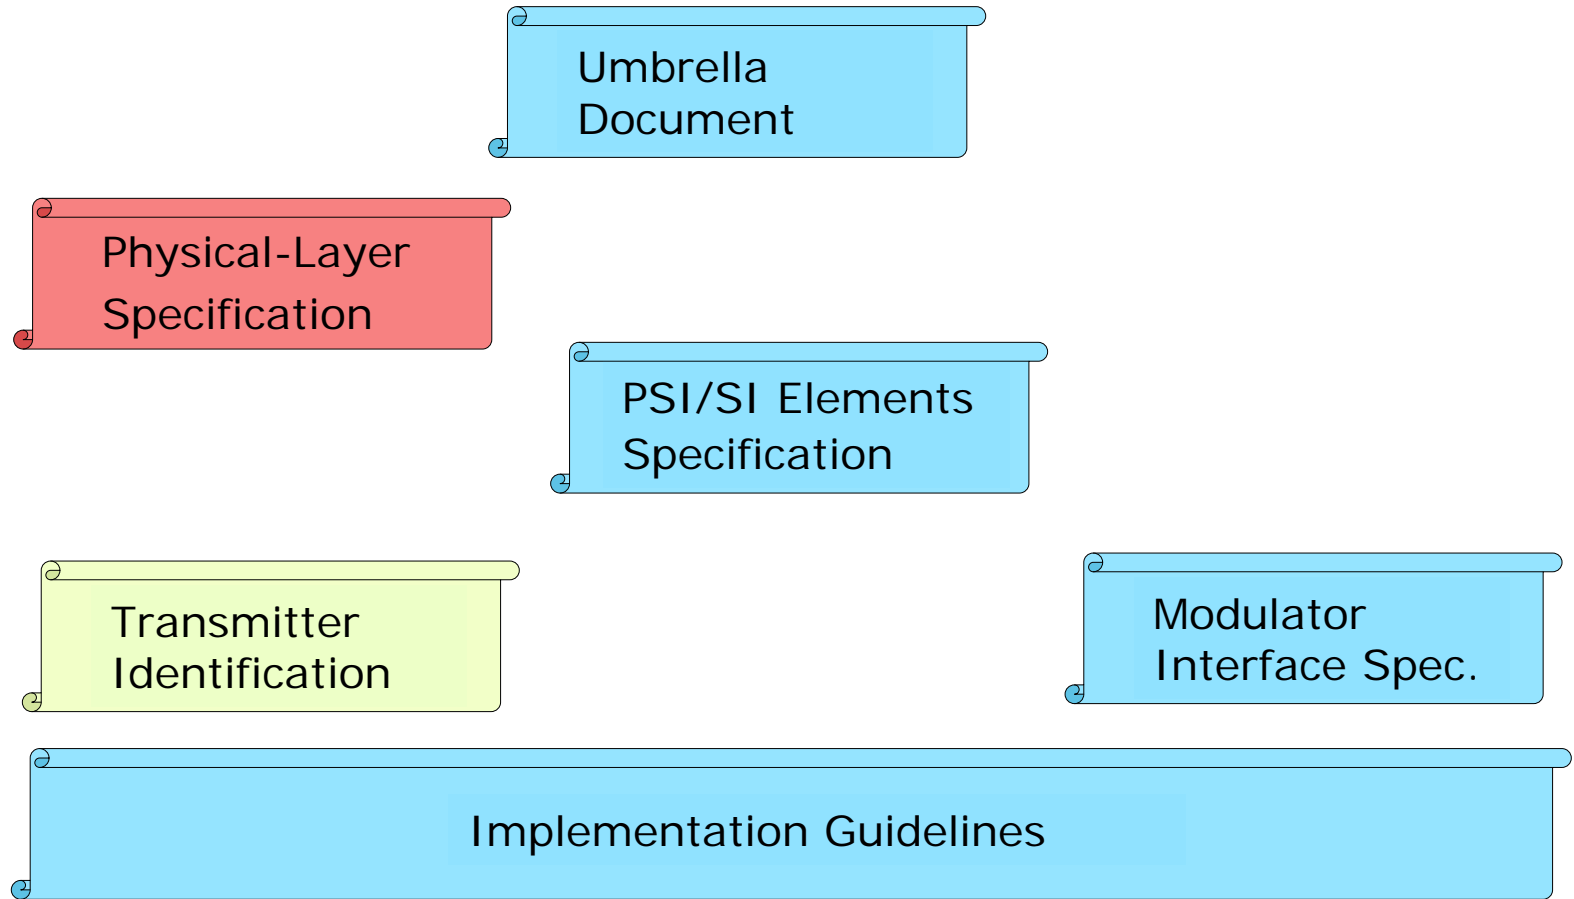 Umbrella
Document
Physical-Layer
Specification
PSI/SI Elements
Specification
Transmitter
Identification
Modulator
Interface Spec.
Implementation Guidelines